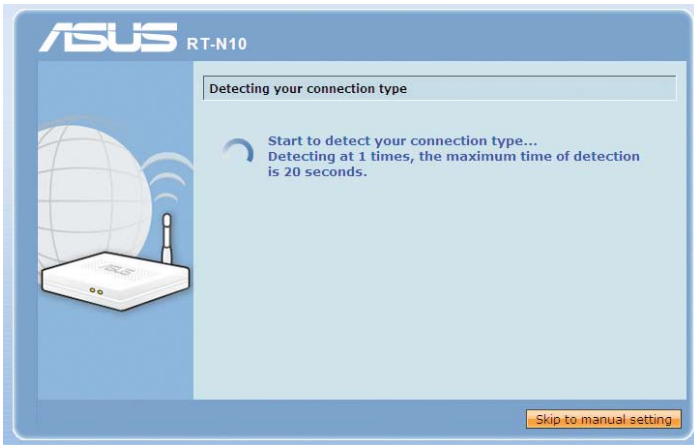 ASUS RT-N10
Detecting your connection type
Start to detect your connection type...
Detecting at 1 times, the maximum time of detection
is 20 seconds.
ASUS
Skip to manual setting